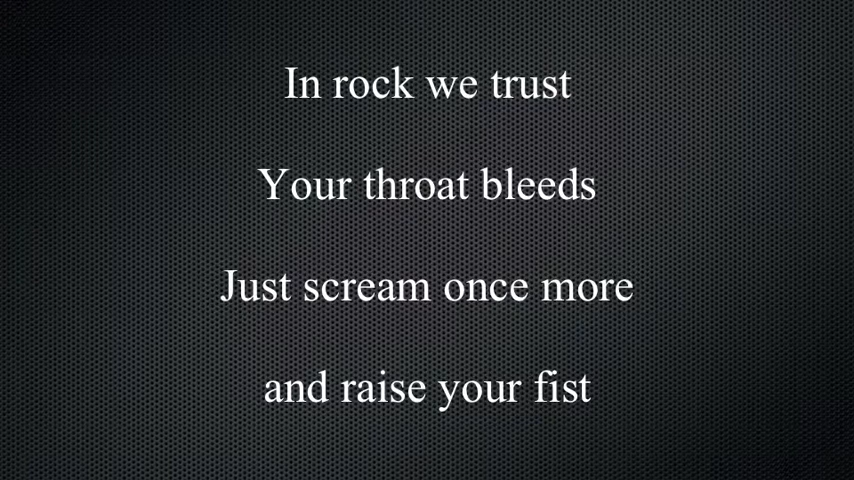 In rock we trust
Your throat bleeds
Just scream once more
and raise your fist